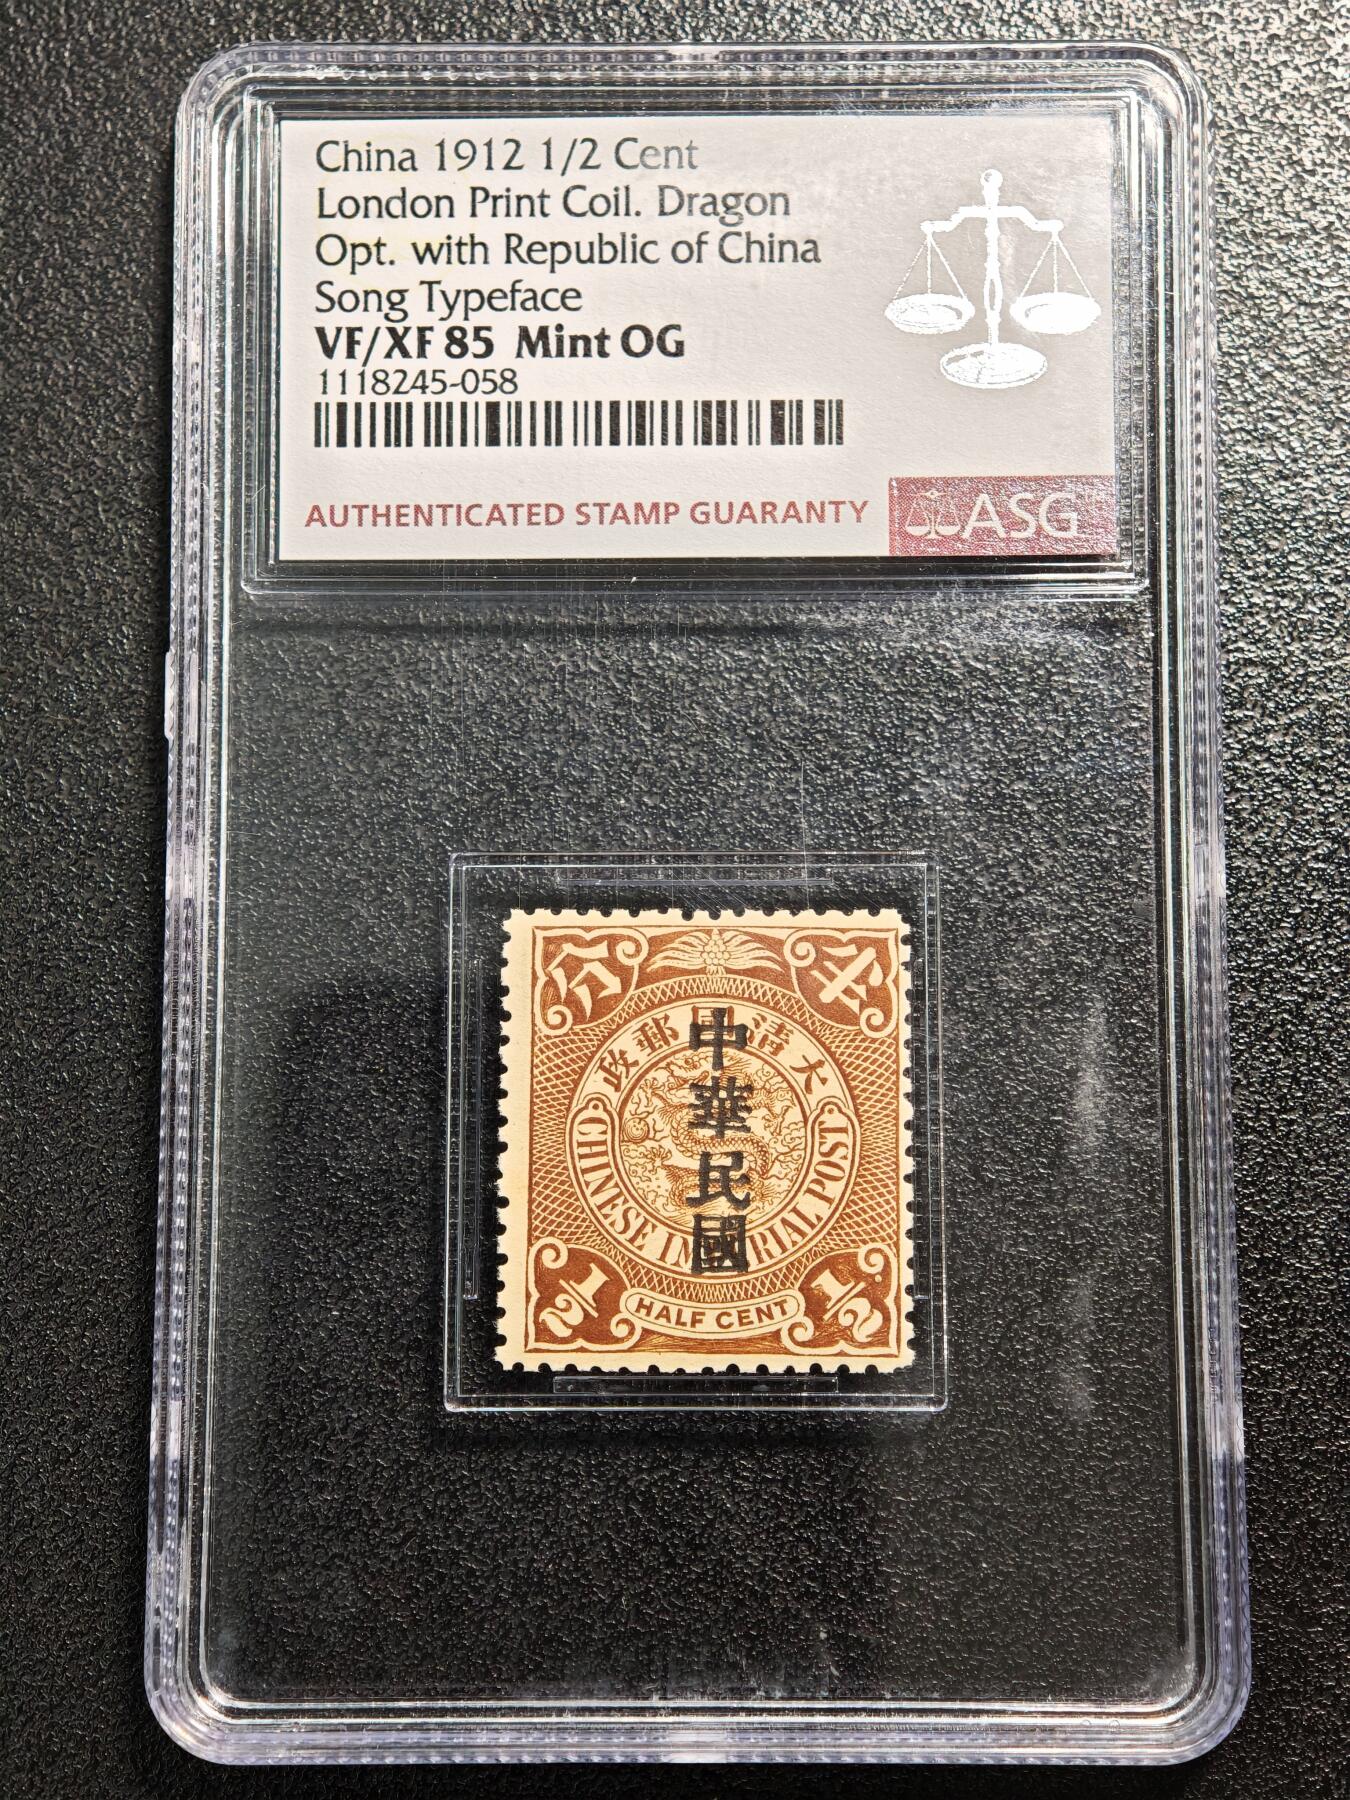 China 1912 1/2 Cent
London Print Coil. Dragon
Opt. with Republic of China
Song Typeface
VF/XF 85 Mint OG
1118245-058
AUTHENTICATED STAMP GUARANTY
ASG
分
半
大清國郵政
中華民國
CHINESE IMPERIAL POST
1/2
HALF CENT
1/2